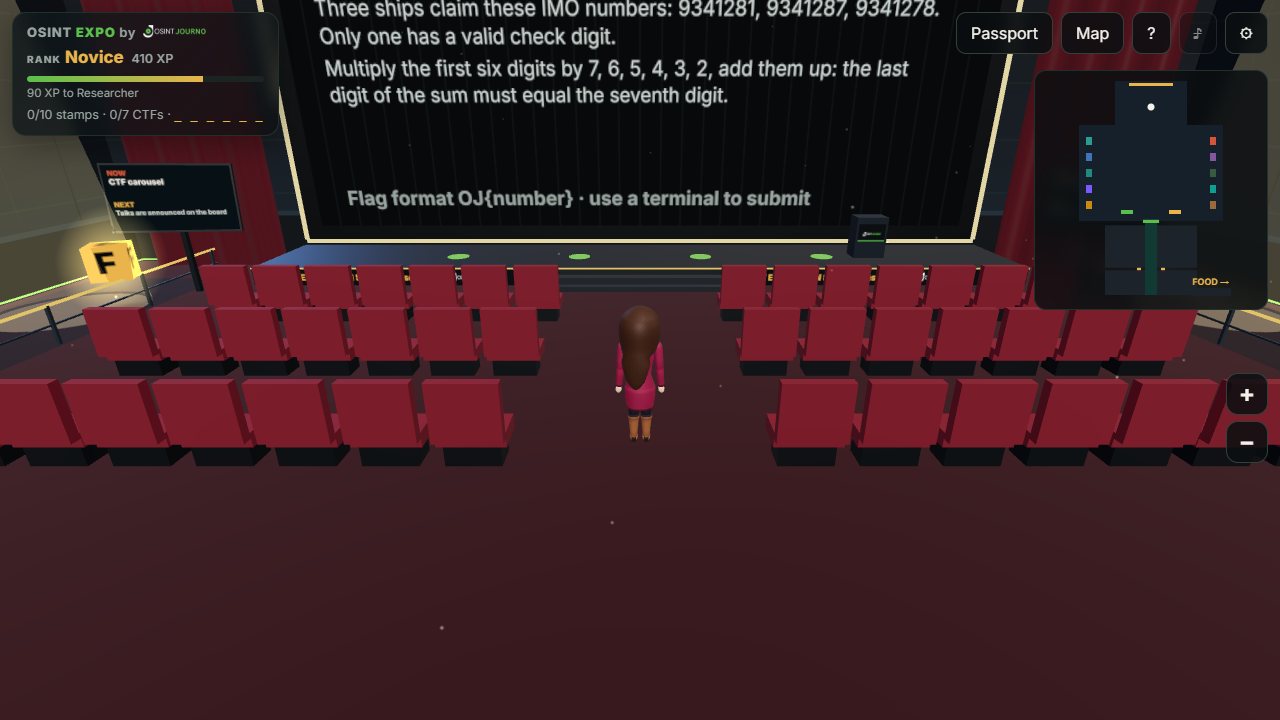 Three ships claim these IMO numbers: 9341281, 9341287, 9341278.
Only one has a valid check digit.
Multiply the first six digits by 7, 6, 5, 4, 3, 2, add them up: the last
digit of the sum must equal the seventh digit.
Flag format OJ{number} · use a terminal to submit
OSINT EXPO by OSINT JOURNO
RANK Novice 410 XP
90 XP to Researcher
0/10 stamps · 0/7 CTFs · _ _ _ _ _ _
Passport
Map
?
NOW
CTF carousel
NEXT
Talks are announced on the board
F
FOOD →
+
−